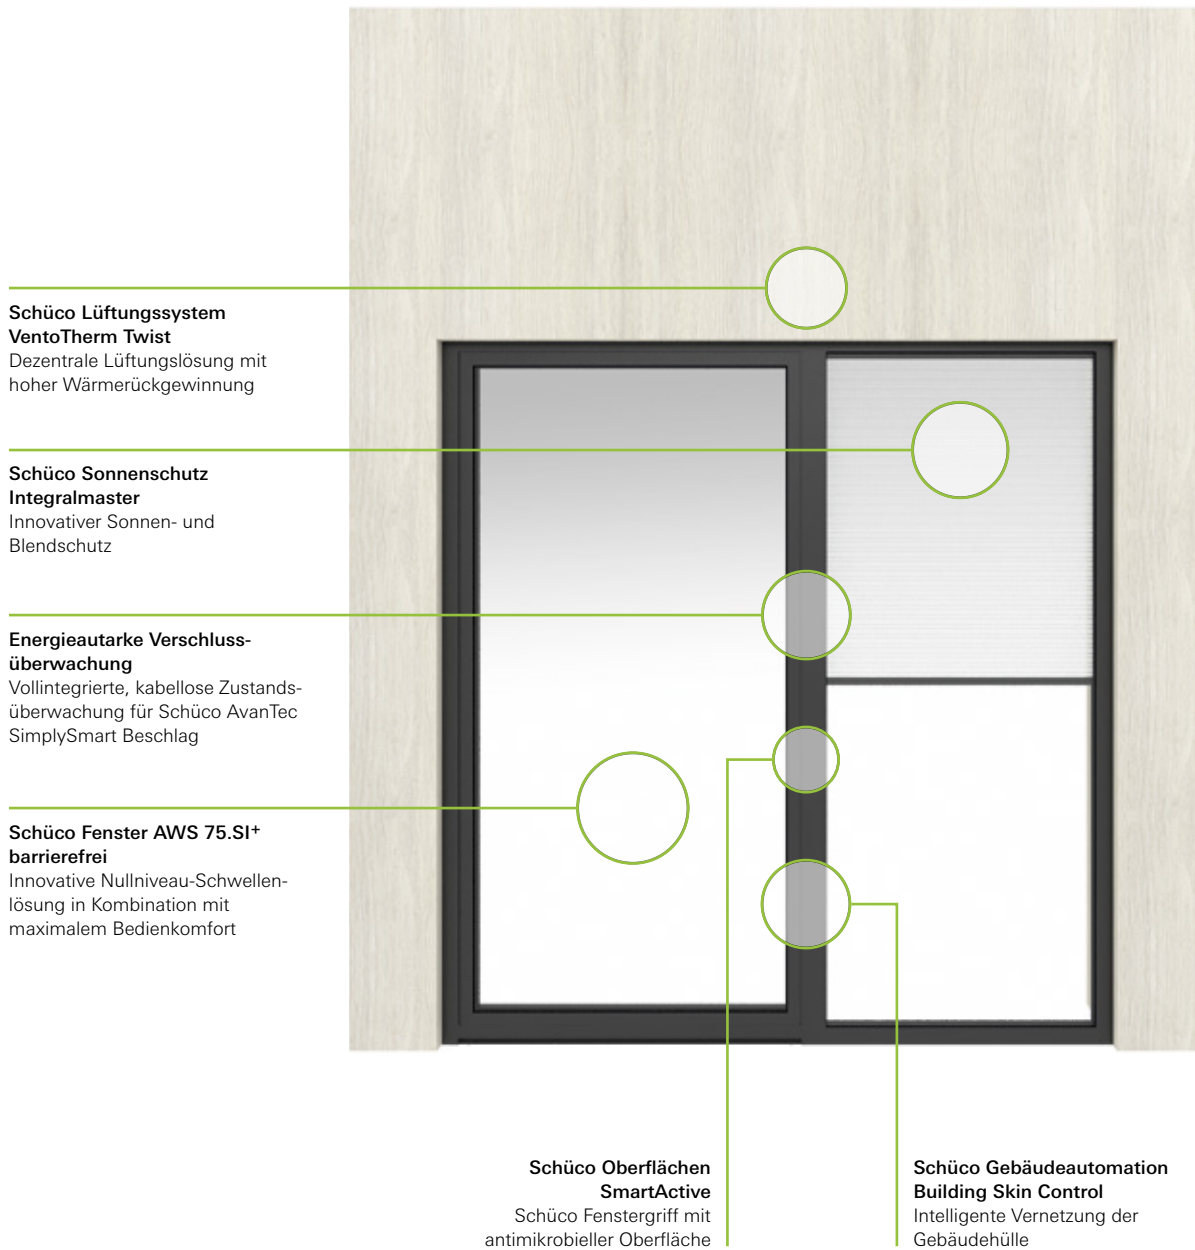 Schüco Lüftungssystem
VentoTherm Twist
Dezentrale Lüftungslösung mit
hoher Wärmerückgewinnung
Schüco Sonnenschutz
Integralmaster
Innovativer Sonnen- und
Blendschutz
Energieautarke Verschluss-
überwachung
Vollintegrierte, kabellose Zustands-
überwachung für Schüco AvanTec
SimplySmart Beschlag
Schüco Fenster AWS 75.SI+
barrierefrei
Innovative Nullniveau-Schwellen-
lösung in Kombination mit
maximalem Bedienkomfort
Schüco Oberflächen
SmartActive
Schüco Fenstergriff mit
antimikrobieller Oberfläche
Schüco Gebäudeautomation
Building Skin Control
Intelligente Vernetzung der
Gebäudehülle